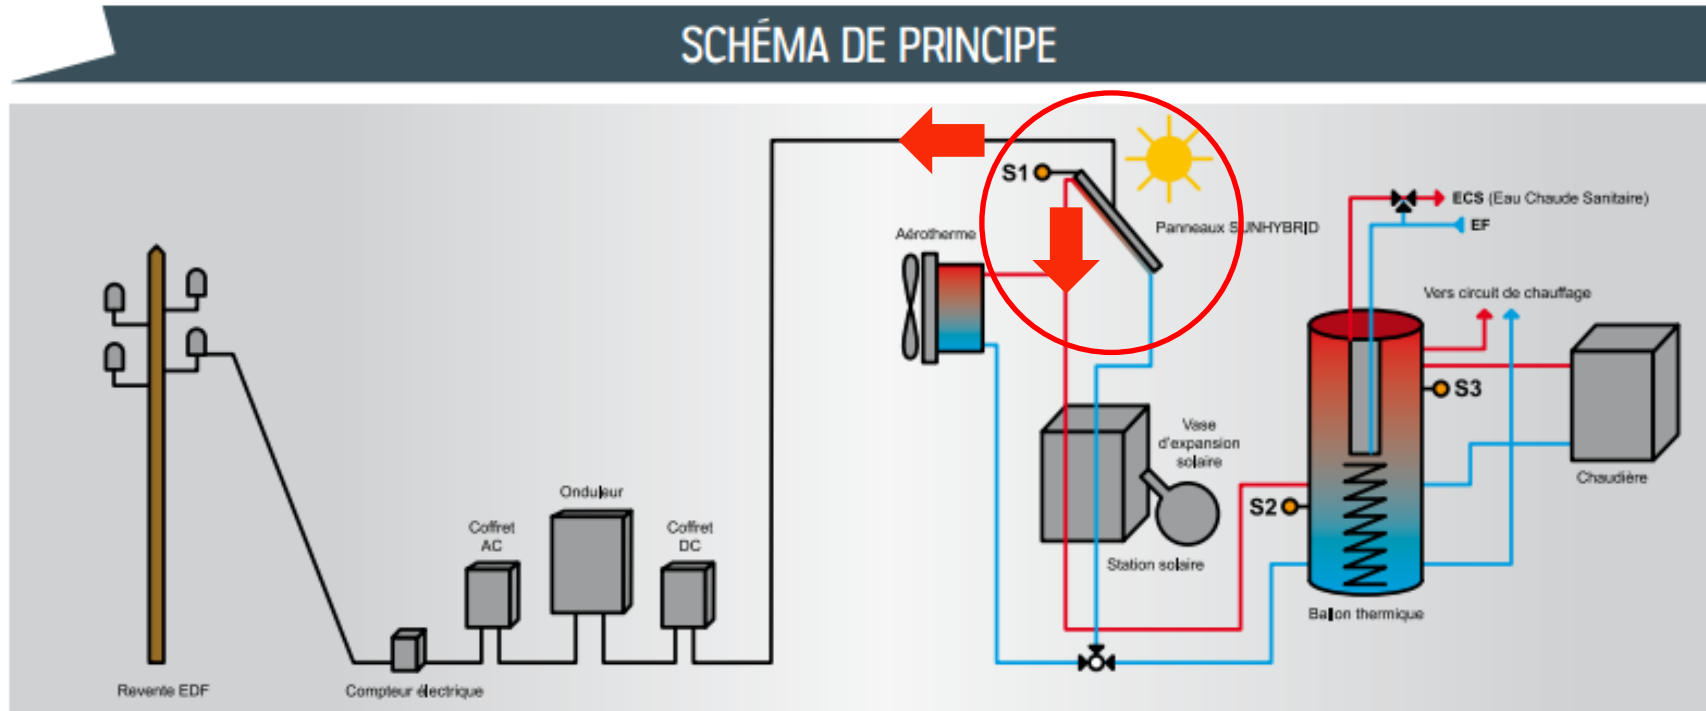 SCHÉMA DE PRINCIPE
S1
Panneaux SUNHYBRID
Aérotherme
ECS (Eau Chaude Sanitaire)
EF
Vers circuit de chauffage
S3
Chaudière
Vase
d'expansion
solaire
S2
Station solaire
Ballon thermique
Onduleur
Coffret
AC
Coffret
DC
Revente EDF
Compteur électrique